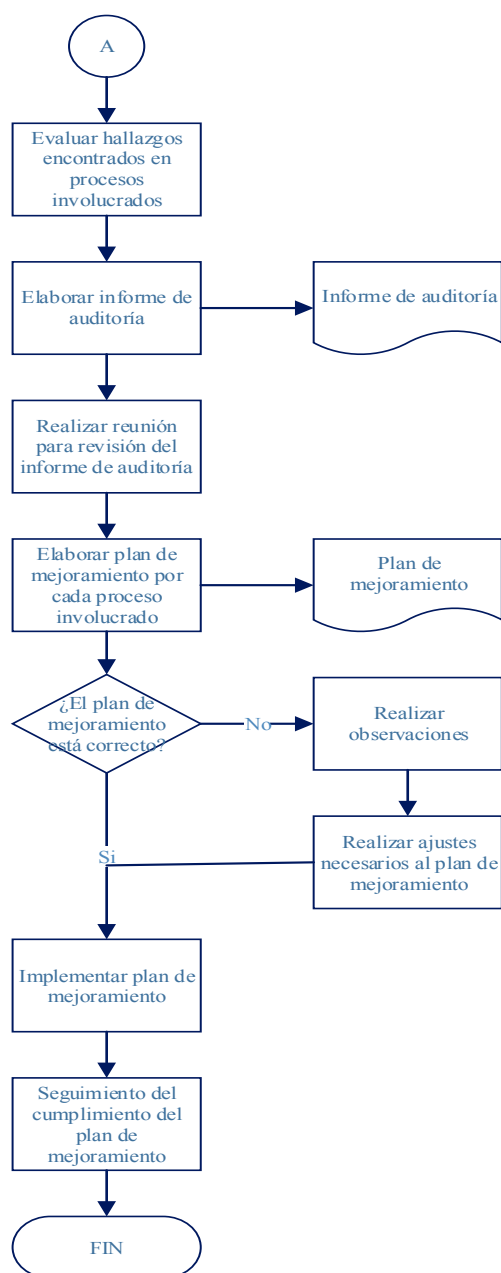 A
Evaluar hallazgos
encontrados en
procesos
involucrados
Elaborar informe de
auditoría
Informe de auditoría
Realizar reunión
para revisión del
informe de auditoría
Elaborar plan de
mejoramiento por
cada proceso
involucrado
Plan de
mejoramiento
¿El plan de
mejoramiento
está correcto?
No
Realizar
observaciones
Si
Realizar ajustes
necesarios al plan de
mejoramiento
Implementar plan de
mejoramiento
Seguimiento del
cumplimiento del
plan de
mejoramiento
FIN